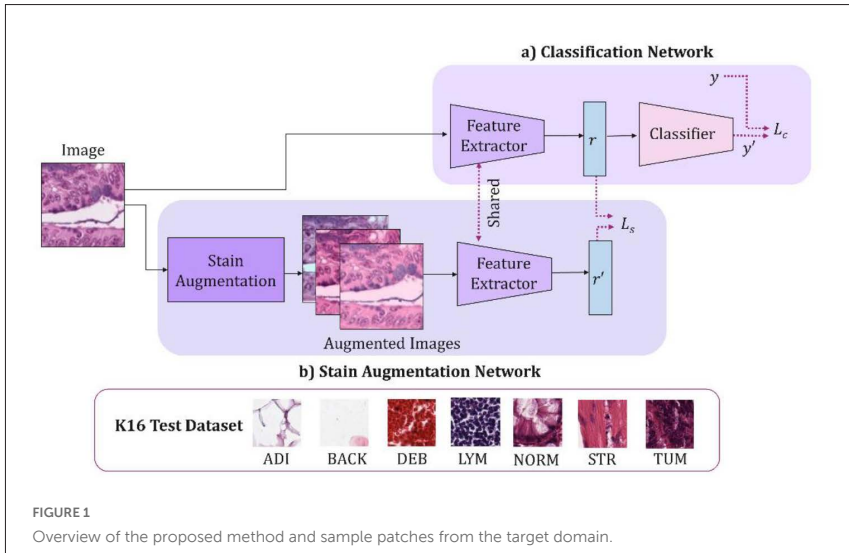 a) Classification Network
y
Feature
Extractor
r
Classifier
y'
L_c
Image
Shared
Stain
Augmentation
Feature
Extractor
r'
L_s
Augmented Images
b) Stain Augmentation Network
K16 Test Dataset
ADI BACK DEB LYM NORM STR TUM
FIGURE 1
Overview of the proposed method and sample patches from the target domain.